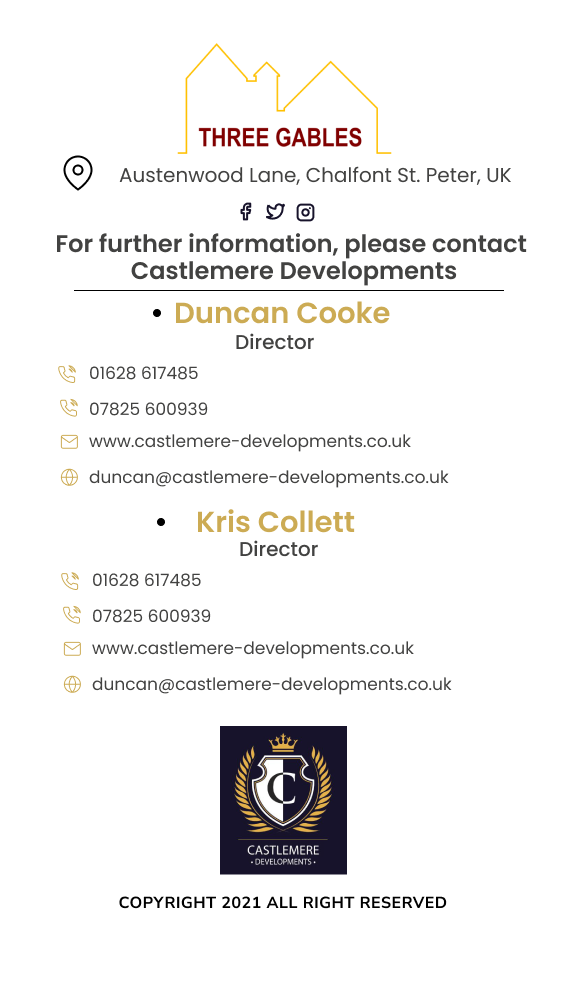 THREE GABLES
Austenwood Lane, Chalfont St. Peter, UK
For further information, please contact
Castlemere Developments
• Duncan Cooke
Director
01628 617485
07825 600939
www.castlemere-developments.co.uk
duncan@castlemere-developments.co.uk
• Kris Collett
Director
01628 617485
07825 600939
www.castlemere-developments.co.uk
duncan@castlemere-developments.co.uk
C
CASTLEMERE
• DEVELOPMENTS •
COPYRIGHT 2021 ALL RIGHT RESERVED